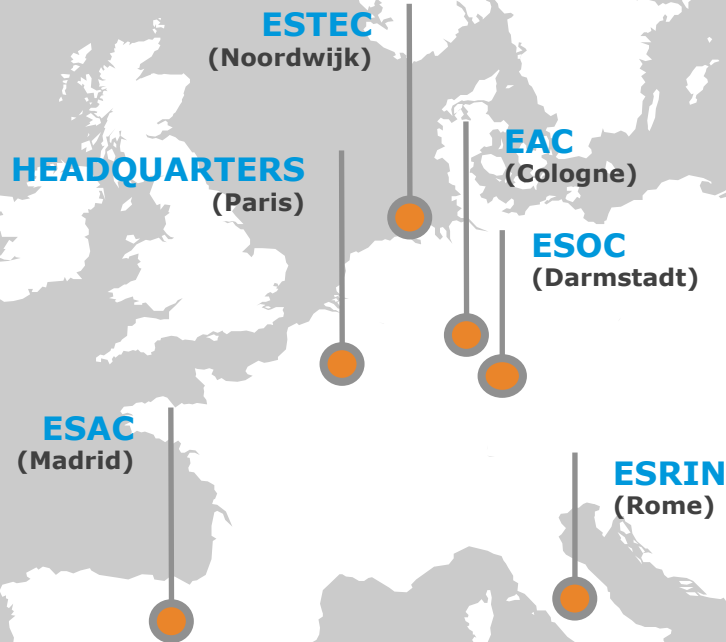 ESTEC
(Noordwijk)
EAC
(Cologne)
HEADQUARTERS
(Paris)
ESOC
(Darmstadt)
ESAC
(Madrid)
ESRIN
(Rome)